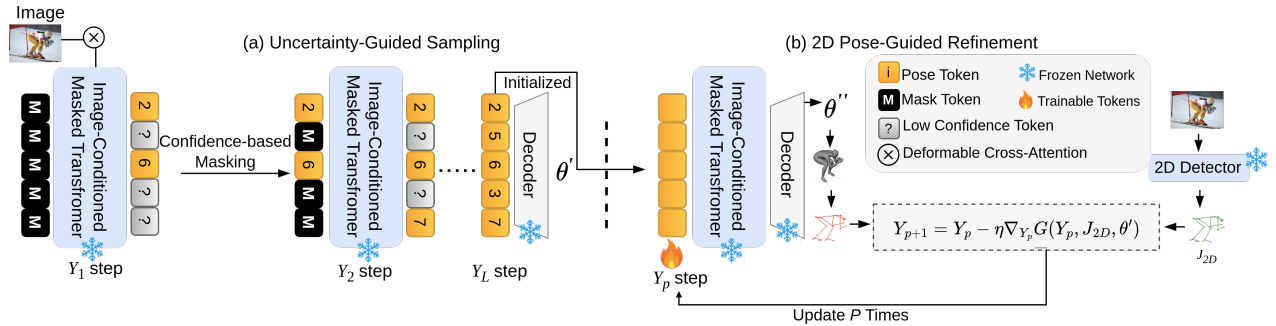 Image
(a) Uncertainty-Guided Sampling
M
M
M
M
M
Image-Conditioned
Masked Transfromer
2
?
6
?
?
Y₁ step
Confidence-based
Masking
2
M
6
M
M
Image-Conditioned
Masked Transfromer
2
?
6
?
7
Y₂ step
Initialized
2
5
6
3
7
Decoder
θ'
Y_L step
(b) 2D Pose-Guided Refinement
Image-Conditioned
Masked Transfromer
Decoder
θ''
Y_p step
i Pose Token
M Mask Token
? Low Confidence Token
Deformable Cross-Attention
Frozen Network
Trainable Tokens
2D Detector
Y_{p+1} = Y_p − η∇_{Y_p} G(Y_p, J_{2D}, θ')
J_{2D}
Update P Times